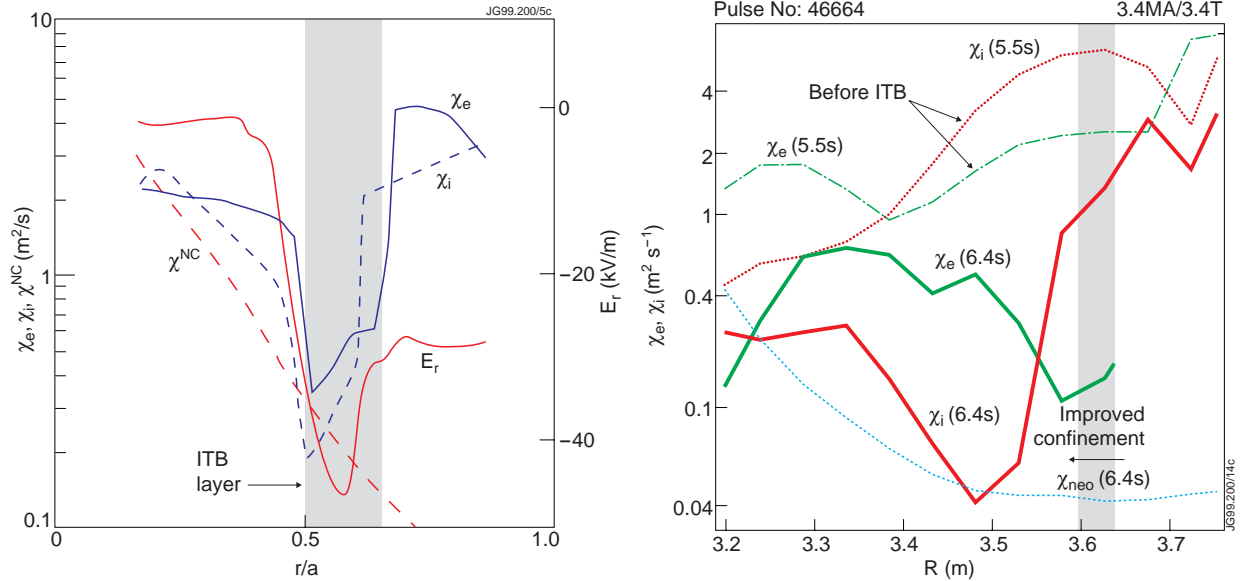 JG99.200/5c
10
1
0.1
χe, χi, χNC (m2/s)
χe
χi
χNC
Er
ITB
layer
0
−20
−40
Er (kV/m)
0
0.5
1.0
r/a
Pulse No: 46664
3.4MA/3.4T
4
2
1
0.4
0.1
0.04
χe, χi (m2 s−1)
χi (5.5s)
Before ITB
χe (5.5s)
χe (6.4s)
χi (6.4s)
Improved
confinement
χneo (6.4s)
3.2
3.3
3.4
3.5
3.6
3.7
R (m)
JG99.200/14c